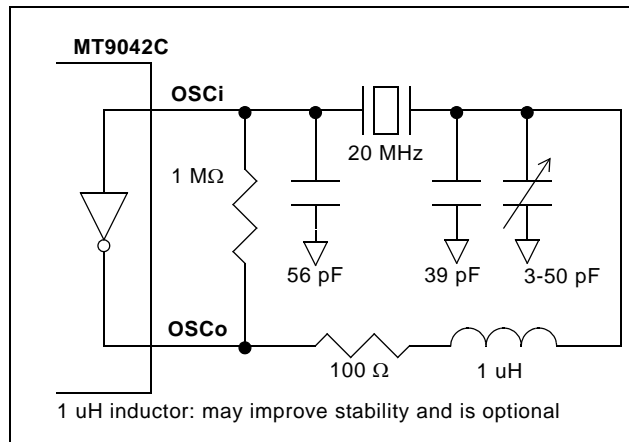 MT9042C
OSCi
20 MHz
1 MΩ
56 pF
39 pF
3-50 pF
OSCo
100 Ω
1 uH
1 uH inductor: may improve stability and is optional